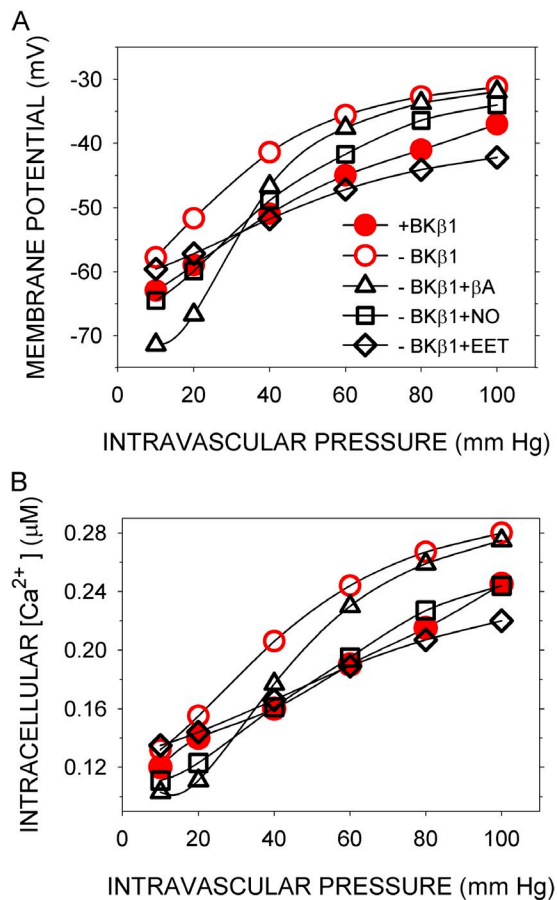 A
MEMBRANE POTENTIAL (mV)
-30
-40
-50
-60
-70
+BKβ1
- BKβ1
- BKβ1+βA
- BKβ1+NO
- BKβ1+EET
0 20 40 60 80 100
INTRAVASCULAR PRESSURE (mm Hg)
B
INTRACELLULAR [Ca²⁺] (μM)
0.28
0.24
0.20
0.16
0.12
0 20 40 60 80 100
INTRAVASCULAR PRESSURE (mm Hg)